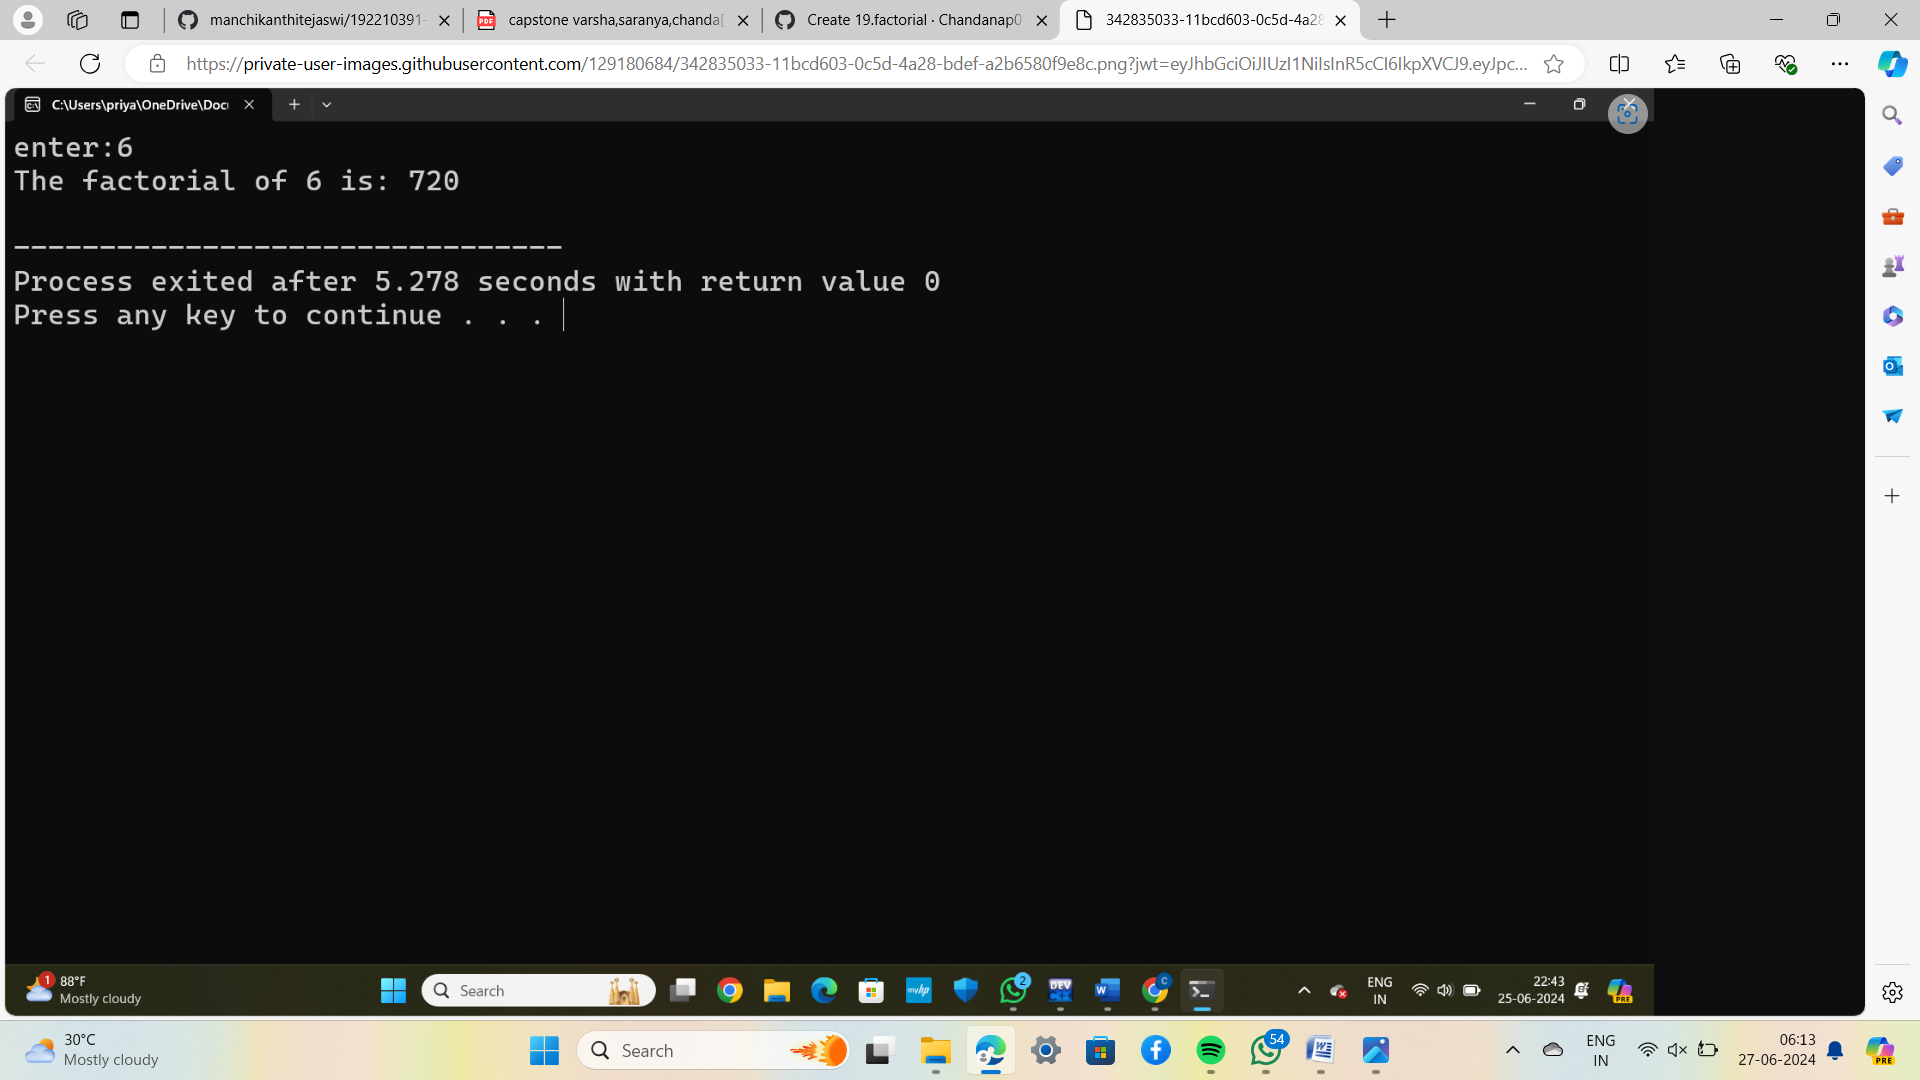 manchikanthitejaswi/192210391-
capstone varsha,saranya,chanda
Create 19.factorial · Chandanap0
342835033-11bcd603-0c5d-4a28
https://private-user-images.githubusercontent.com/129180684/342835033-11bcd603-0c5d-4a28-bdef-a2b6580f9e8c.png?jwt=eyJhbGciOiJIUzI1NiIsInR5cCI6IkpXVCJ9.eyJpc...
C:\Users\priya\OneDrive\Doc
enter:6
The factorial of 6 is: 720
--------------------------------
Process exited after 5.278 seconds with return value 0
Press any key to continue . . .
1
88°F
Mostly cloudy
Search
myhp
2
DEV
C++
W
C
ENG
IN
22:43
25-06-2024
PRE
30°C
Mostly cloudy
Search
54
W
ENG
IN
06:13
27-06-2024
PRE